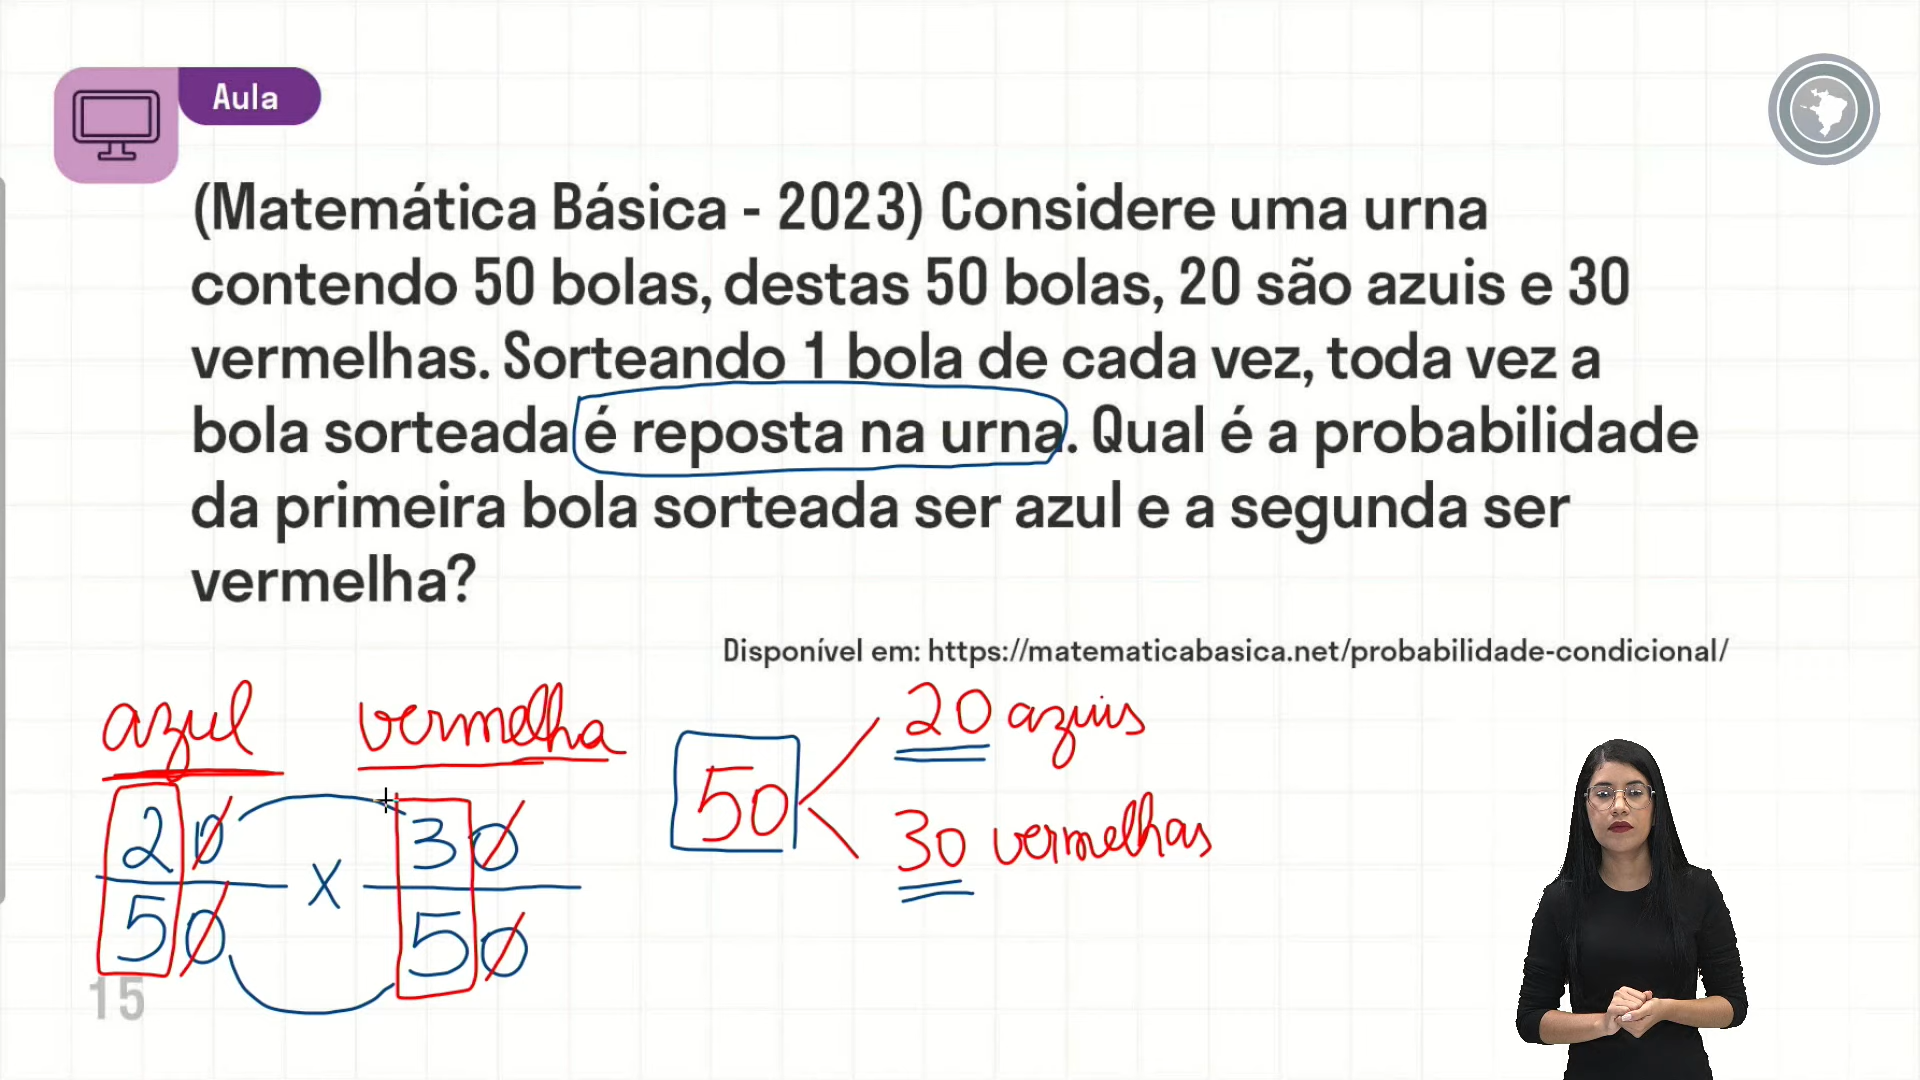 Aula
(Matemática Básica - 2023) Considere uma urna
contendo 50 bolas, destas 50 bolas, 20 são azuis e 30
vermelhas. Sorteando 1 bola de cada vez, toda vez a
bola sorteada é reposta na urna. Qual é a probabilidade
da primeira bola sorteada ser azul e a segunda ser
vermelha?
Disponível em: https://matematicabasica.net/probabilidade-condicional/
azul vermelha
20 30
x
50 50
50
20 azuis
30 vermelhas
15